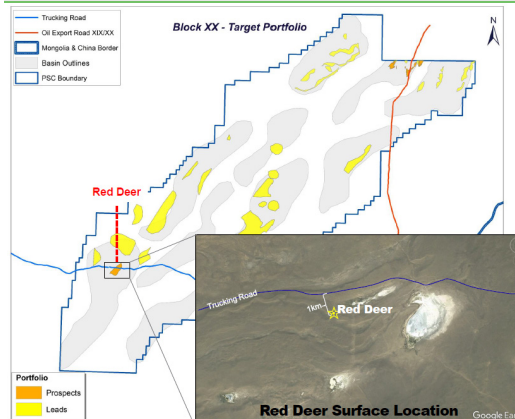 Trucking Road
Oil Export Road XIX/XX
Mongolia & China Border
Basin Outlines
PSC Boundary
Block XX - Target Portfolio
N
Red Deer
Trucking Road
1km
Red Deer
Portfolio
Prospects
Leads
Red Deer Surface Location
Google Ear